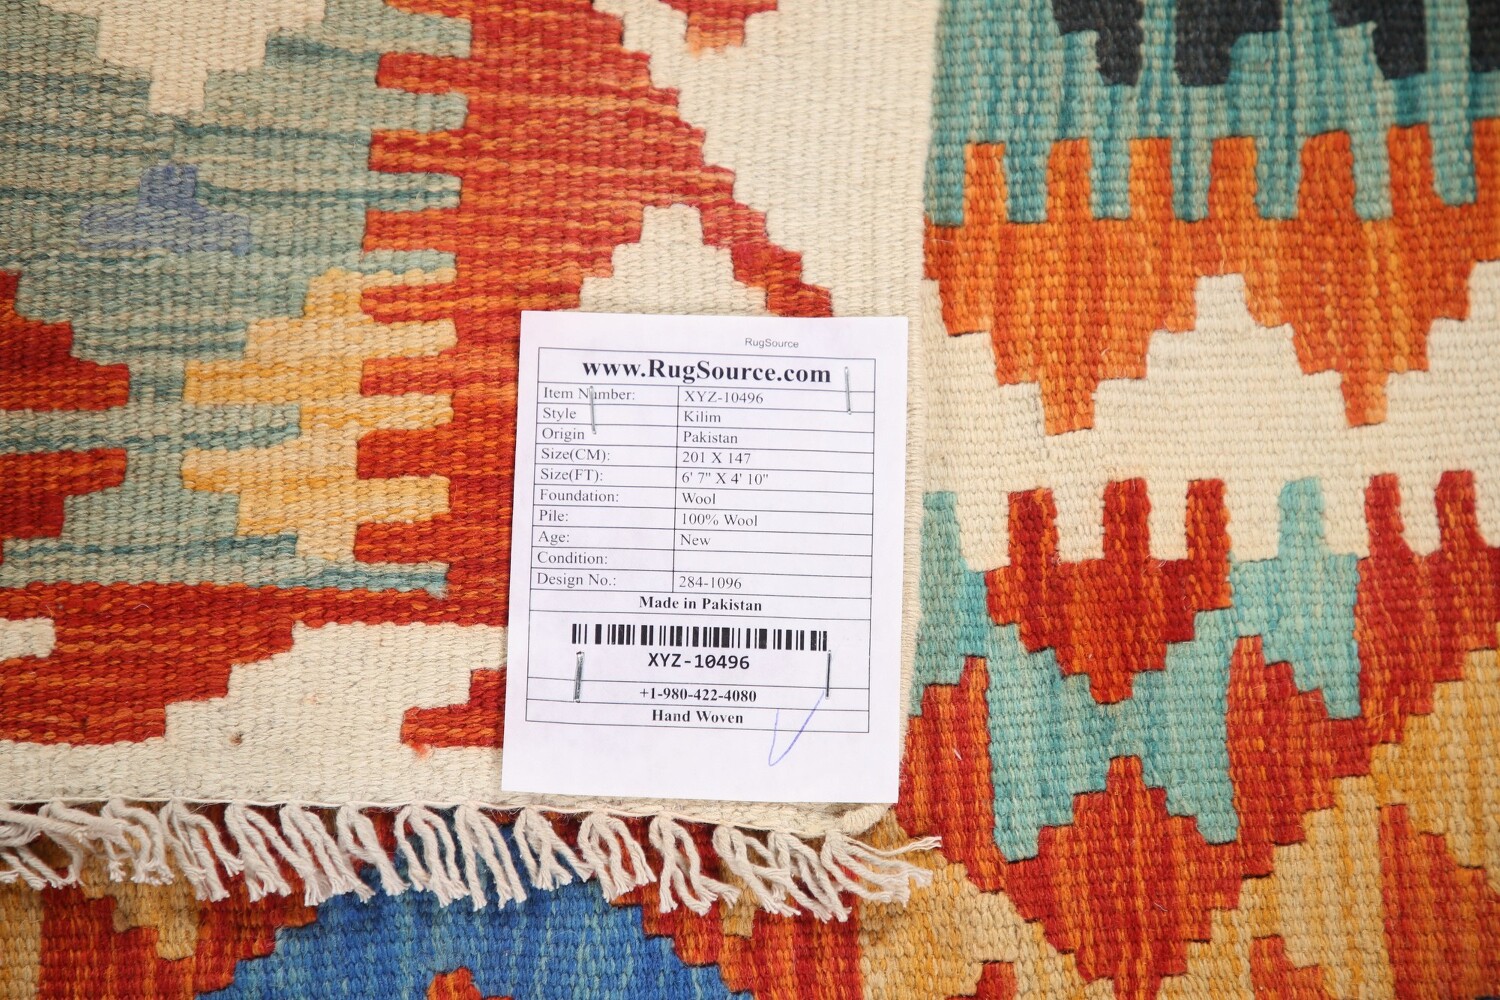 RugSource
www.RugSource.com
Item Number: XYZ-10496
Style Kilim
Origin Pakistan
Size(CM): 201 X 147
Size(FT): 6' 7" X 4' 10"
Foundation: Wool
Pile: 100% Wool
Age: New
Condition:
Design No.: 284-1096
Made in Pakistan
XYZ-10496
+1-980-422-4080
Hand Woven